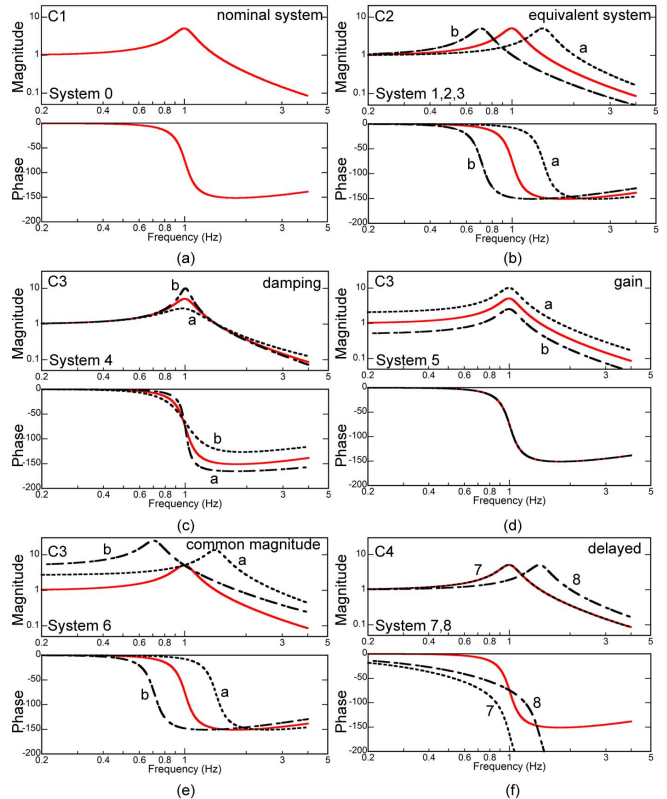 C1 nominal system
10
1
0.1
Magnitude
System 0
0.2 0.4 0.6 0.8 1 3 5
0
-50
-100
-150
-200
Phase
0.2 0.4 0.6 0.8 1 3 5
Frequency (Hz)
(a)
C2 equivalent system
10
1
0.1
Magnitude
b
a
System 1,2,3
0.2 0.4 0.6 0.8 1 3 5
0
-50
-100
-150
-200
Phase
b
a
0.2 0.4 0.6 0.8 1 3 5
Frequency (Hz)
(b)
C3 damping
10
1
0.1
Magnitude
b
a
System 4
0.2 0.4 0.6 0.8 1 3 5
0
-50
-100
-150
-200
Phase
b
a
0.2 0.4 0.6 0.8 1 3 5
Frequency (Hz)
(c)
C3 gain
10
1
0.1
Magnitude
a
b
System 5
0.2 0.4 0.6 0.8 1 3 5
0
-50
-100
-150
-200
Phase
0.2 0.4 0.6 0.8 1 3 5
Frequency (Hz)
(d)
C3 common magnitude
10
1
0.1
Magnitude
b
a
System 6
0.2 0.4 0.6 0.8 1 3 5
0
-50
-100
-150
-200
Phase
b
a
0.2 0.4 0.6 0.8 1 3 5
Frequency (Hz)
(e)
C4 delayed
10
1
0.1
Magnitude
7
8
System 7,8
0.2 0.4 0.6 0.8 1 3 5
0
-50
-100
-150
-200
Phase
7
8
0.2 0.4 0.6 0.8 1 3 5
Frequency (Hz)
(f)